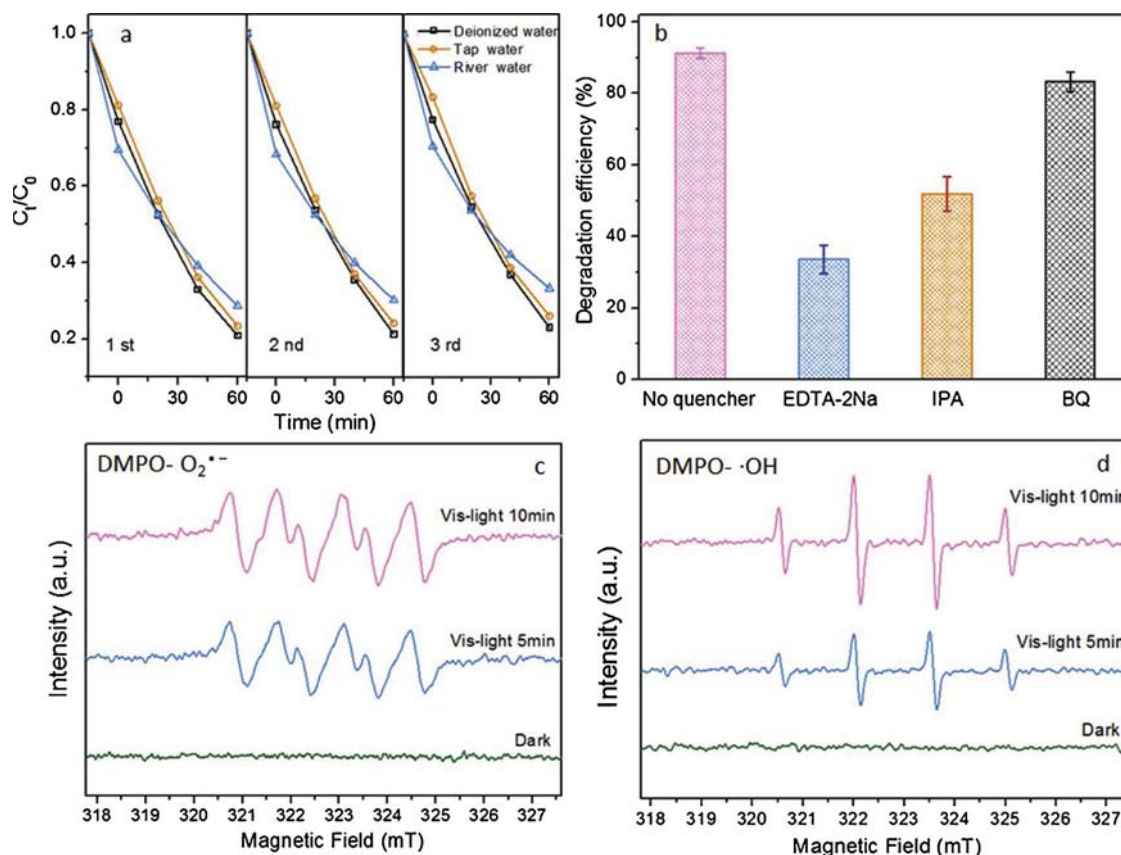 a
Deionized water
Tap water
River water
1.0
0.8
0.6
0.4
0.2
C_t/C_0
1 st
2 nd
3 rd
0 30 60 0 30 60 0 30 60
Time (min)
b
100
80
60
40
20
0
Degradation efficiency (%)
No quencher EDTA-2Na IPA BQ
DMPO- O₂•⁻
c
Vis-light 10min
Vis-light 5min
Dark
Intensity (a.u.)
318 319 320 321 322 323 324 325 326 327
Magnetic Field (mT)
DMPO- ·OH
d
Vis-light 10min
Vis-light 5min
Dark
Intensity (a.u.)
318 319 320 321 322 323 324 325 326 327
Magnetic Field (mT)